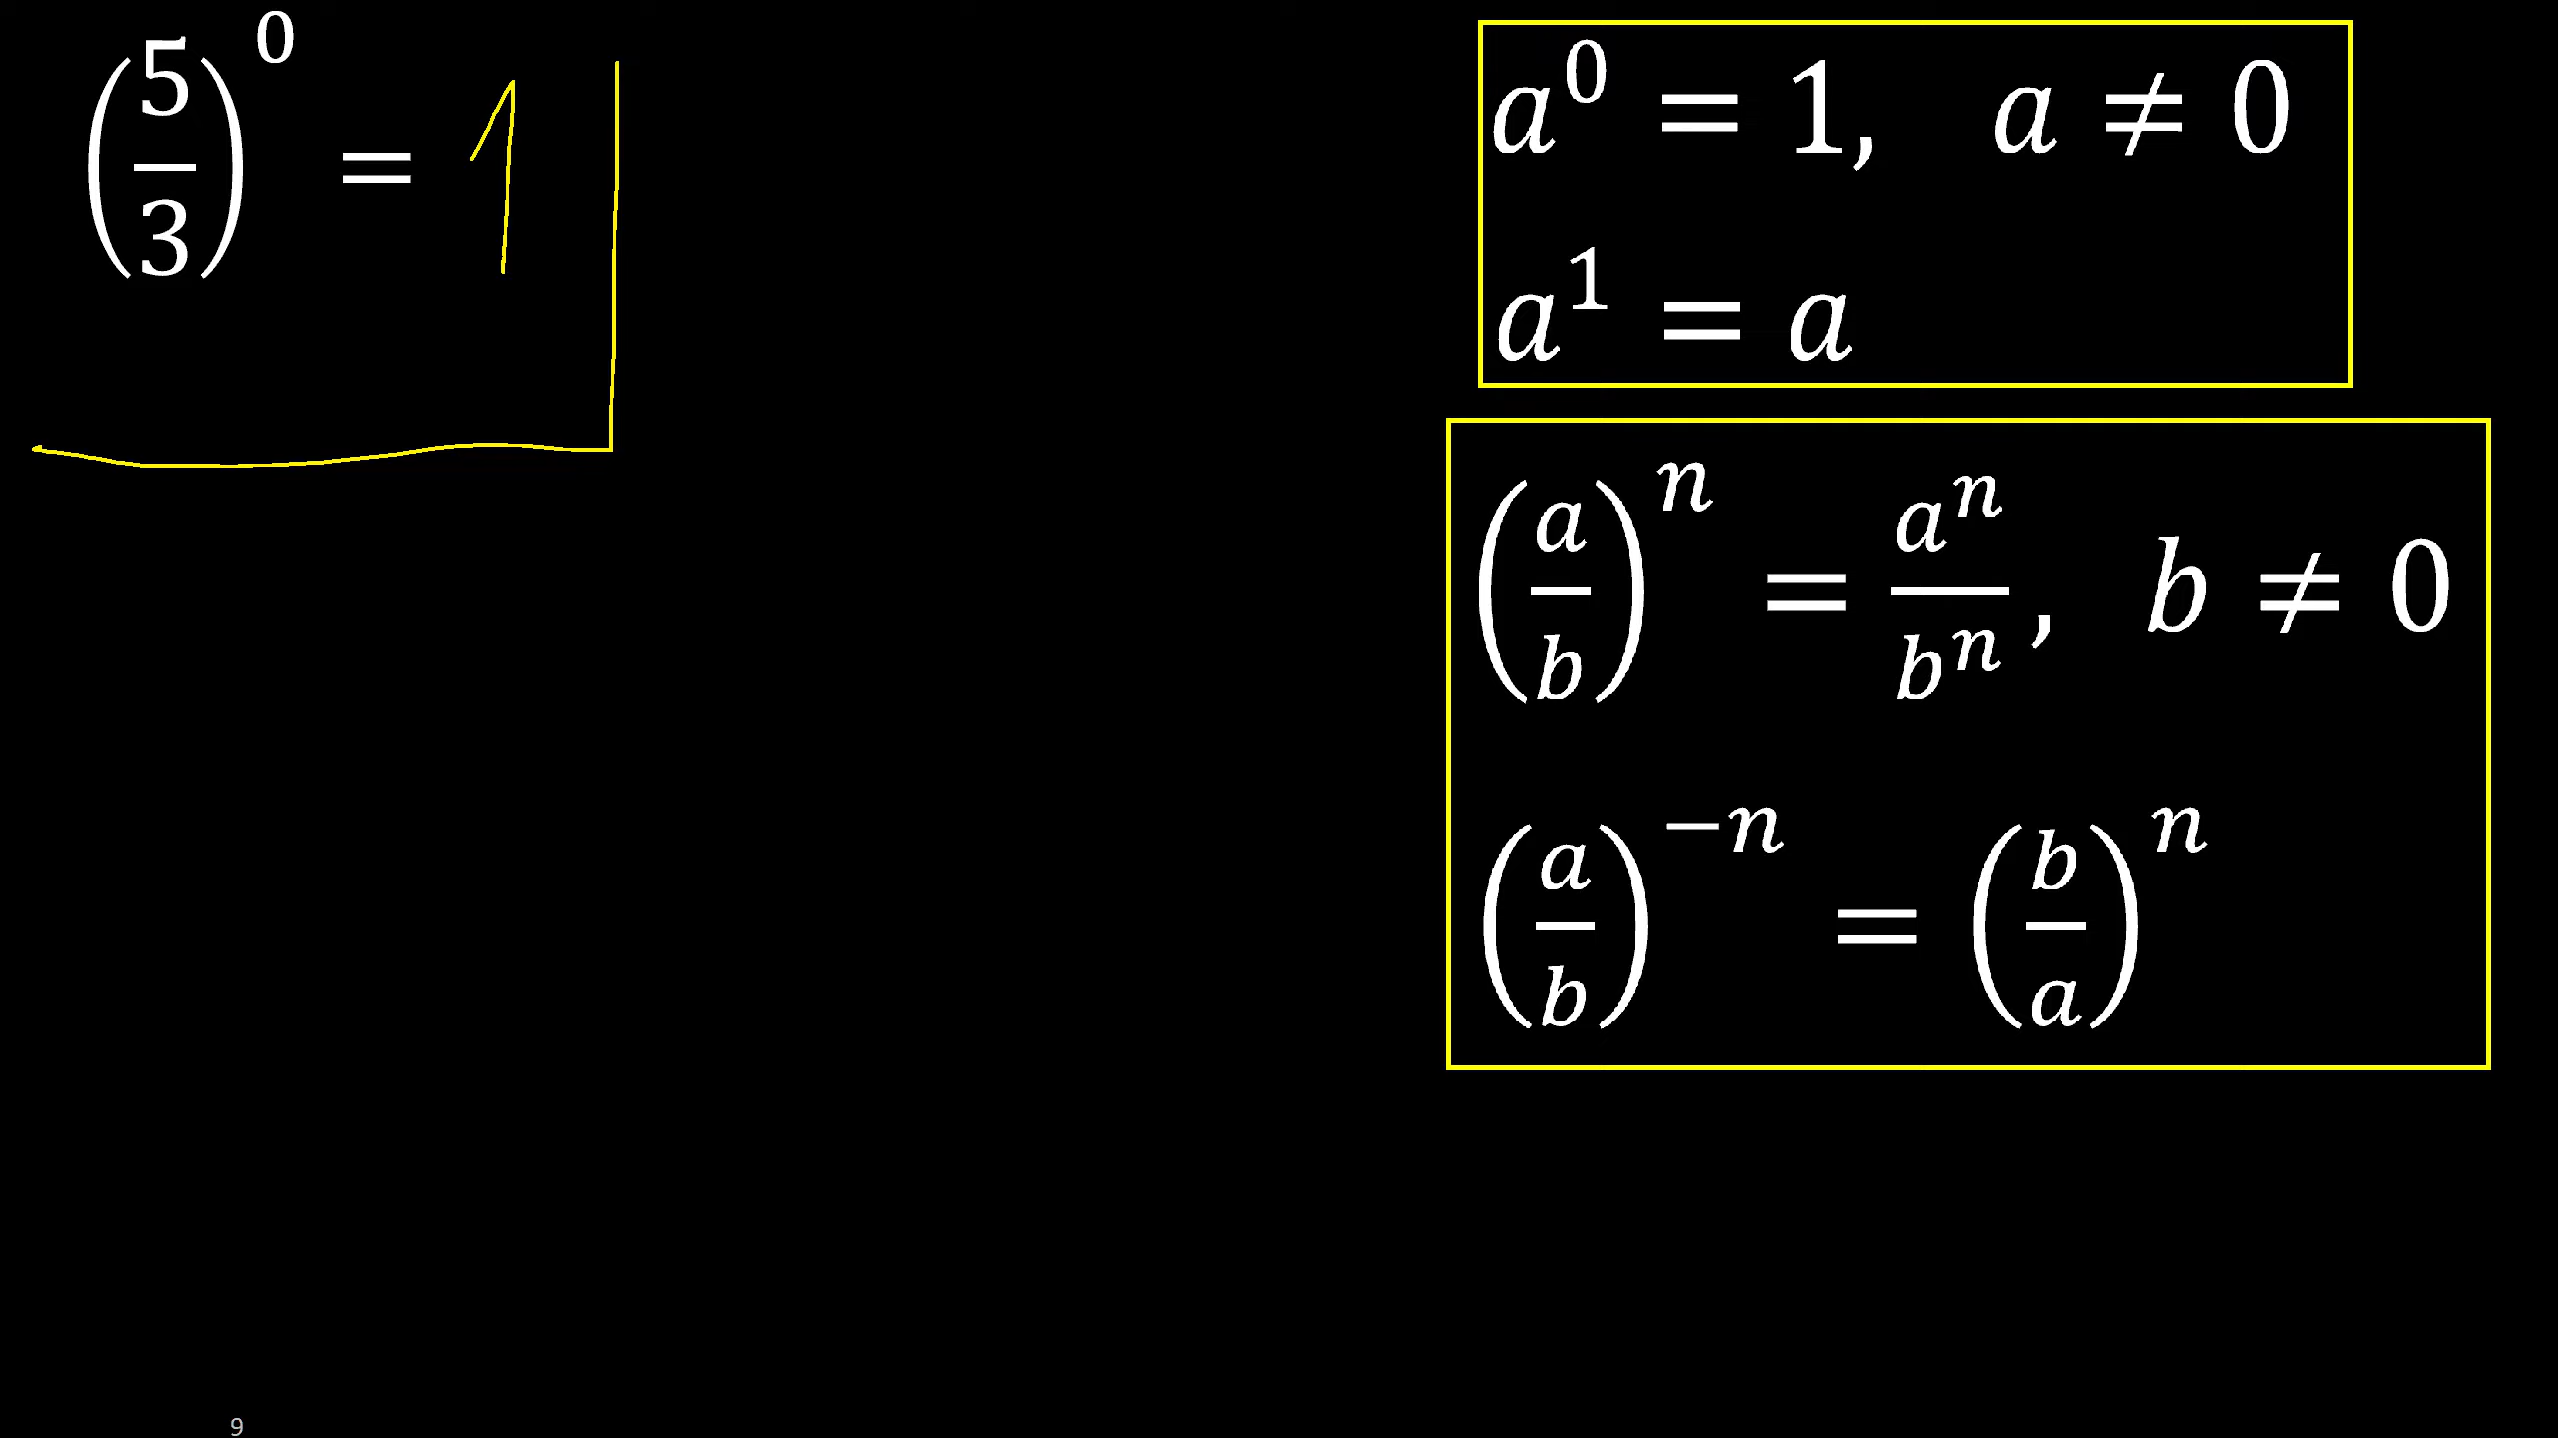 (5/3)^0 = 1
a^0 = 1, a ≠ 0
a^1 = a
(a/b)^n = a^n/b^n, b ≠ 0
(a/b)^−n = (b/a)^n
9